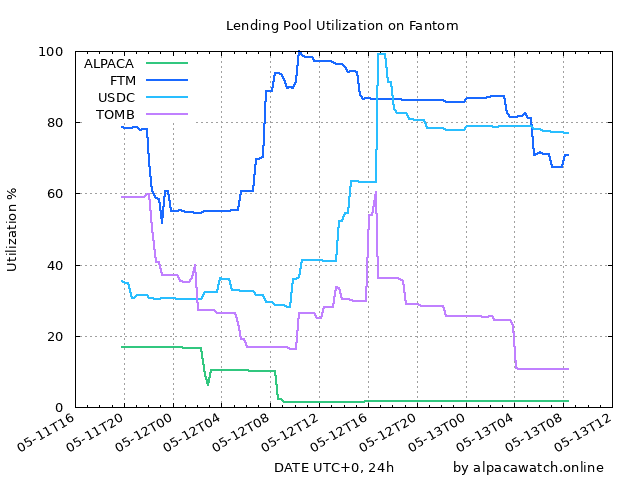 Lending Pool Utilization on Fantom
100
80
60
40
20
0
Utilization %
ALPACA
FTM
USDC
TOMB
05-11T16
05-11T20
05-12T00
05-12T04
05-12T08
05-12T12
05-12T16
05-12T20
05-13T00
05-13T04
05-13T08
05-13T12
DATE UTC+0, 24h
by alpacawatch.online